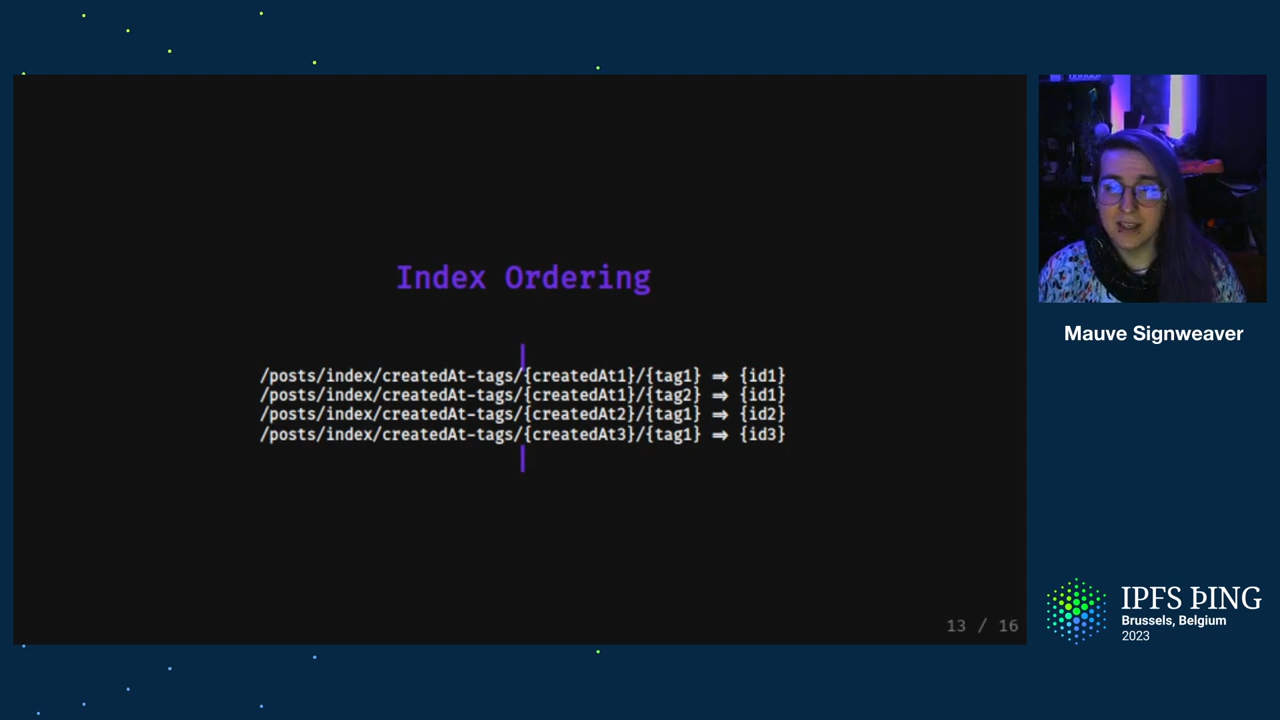 Index Ordering
/posts/index/createdAt-tags/{createdAt1}/{tag1} ⇒ {id1}
/posts/index/createdAt-tags/{createdAt1}/{tag2} ⇒ {id1}
/posts/index/createdAt-tags/{createdAt2}/{tag1} ⇒ {id2}
/posts/index/createdAt-tags/{createdAt3}/{tag1} ⇒ {id3}
13 / 16
Mauve Signweaver
IPFS ÞING
Brussels, Belgium
2023